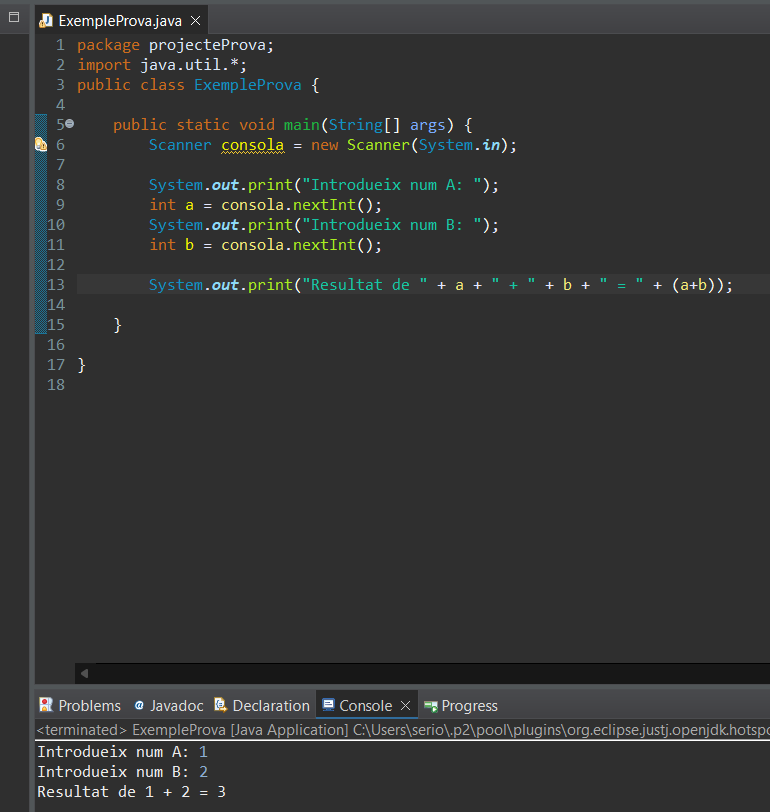 ExempleProva.java
1 package projecteProva;
2 import java.util.*;
3 public class ExempleProva {
4
5 public static void main(String[] args) {
6 Scanner consola = new Scanner(System.in);
7
8 System.out.print("Introdueix num A: ");
9 int a = consola.nextInt();
10 System.out.print("Introdueix num B: ");
11 int b = consola.nextInt();
12
13 System.out.print("Resultat de " + a + " + " + b + " = " + (a+b));
14
15 }
16
17 }
18
Problems @ Javadoc Declaration Console Progress
<terminated> ExempleProva [Java Application] C:\Users\serio\.p2\pool\plugins\org.eclipse.justj.openjdk.hotspo
Introdueix num A: 1
Introdueix num B: 2
Resultat de 1 + 2 = 3